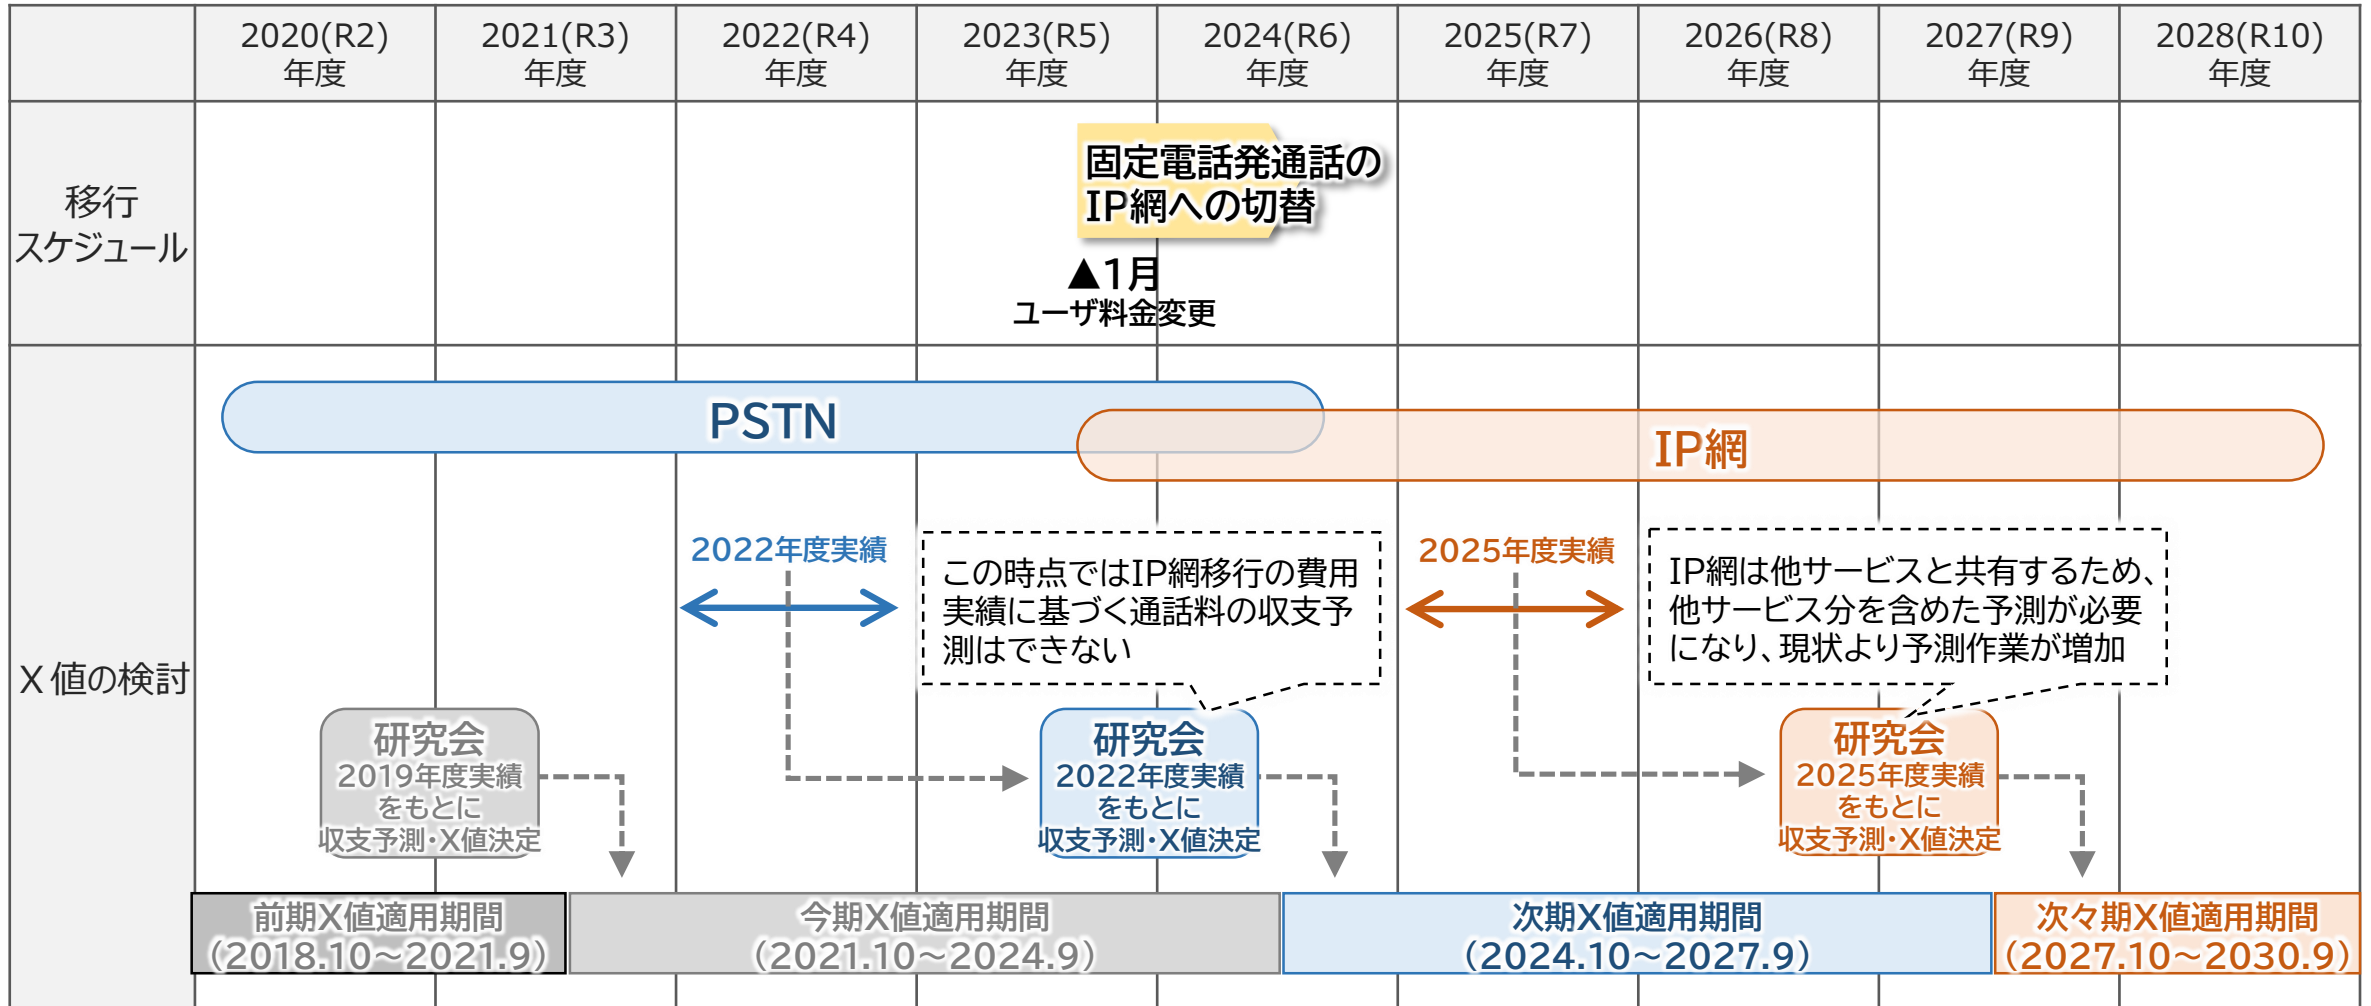 2020(R2)
年度
2021(R3)
年度
2022(R4)
年度
2023(R5)
年度
2024(R6)
年度
2025(R7)
年度
2026(R8)
年度
2027(R9)
年度
2028(R10)
年度
移行
スケジュール
固定電話発通話の
IP網への切替
▲1月
ユーザ料金変更
X値の検討
PSTN
IP網
2022年度実績
この時点ではIP網移行の費用
実績に基づく通話料の収支予
測はできない
2025年度実績
IP網は他サービスと共有するため、
他サービス分を含めた予測が必要
になり、現状より予測作業が増加
研究会
2019年度実績
をもとに
収支予測・X値決定
研究会
2022年度実績
をもとに
収支予測・X値決定
研究会
2025年度実績
をもとに
収支予測・X値決定
前期X値適用期間
(2018.10～2021.9)
今期X値適用期間
(2021.10～2024.9)
次期X値適用期間
(2024.10～2027.9)
次々期X値適用期間
(2027.10～2030.9)